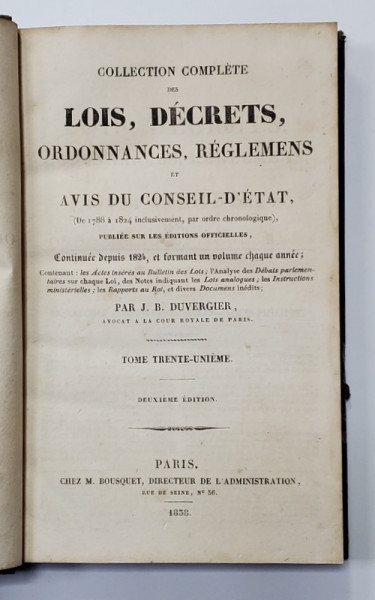 COLLECTION COMPLÈTE
DES
LOIS, DÉCRETS,
ORDONNANCES, RÉGLEMENS
ET
AVIS DU CONSEIL-D'ÉTAT,
(De 1788 à 1824 inclusivement, par ordre chronologique),
PUBLIÉE SUR LES ÉDITIONS OFFICIELLES,
Continuée depuis 1824, et formant un volume chaque année;
Contenant : les Actes insérés au Bulletin des Lois; l'Analyse des Débats parlemen-
taires sur chaque Loi, des Notes indiquant les Lois analogues; les Instructions
ministérielles; les Rapports au Roi, et divers Documens inédits;
PAR J. B. DUVERGIER,
AVOCAT A LA COUR ROYALE DE PARIS.
TOME TRENTE-UNIÈME.
DEUXIÈME ÉDITION.
PARIS,
CHEZ M. BOUSQUET, DIRECTEUR DE L'ADMINISTRATION,
RUE DE SEINE, Nº 56.
1838.